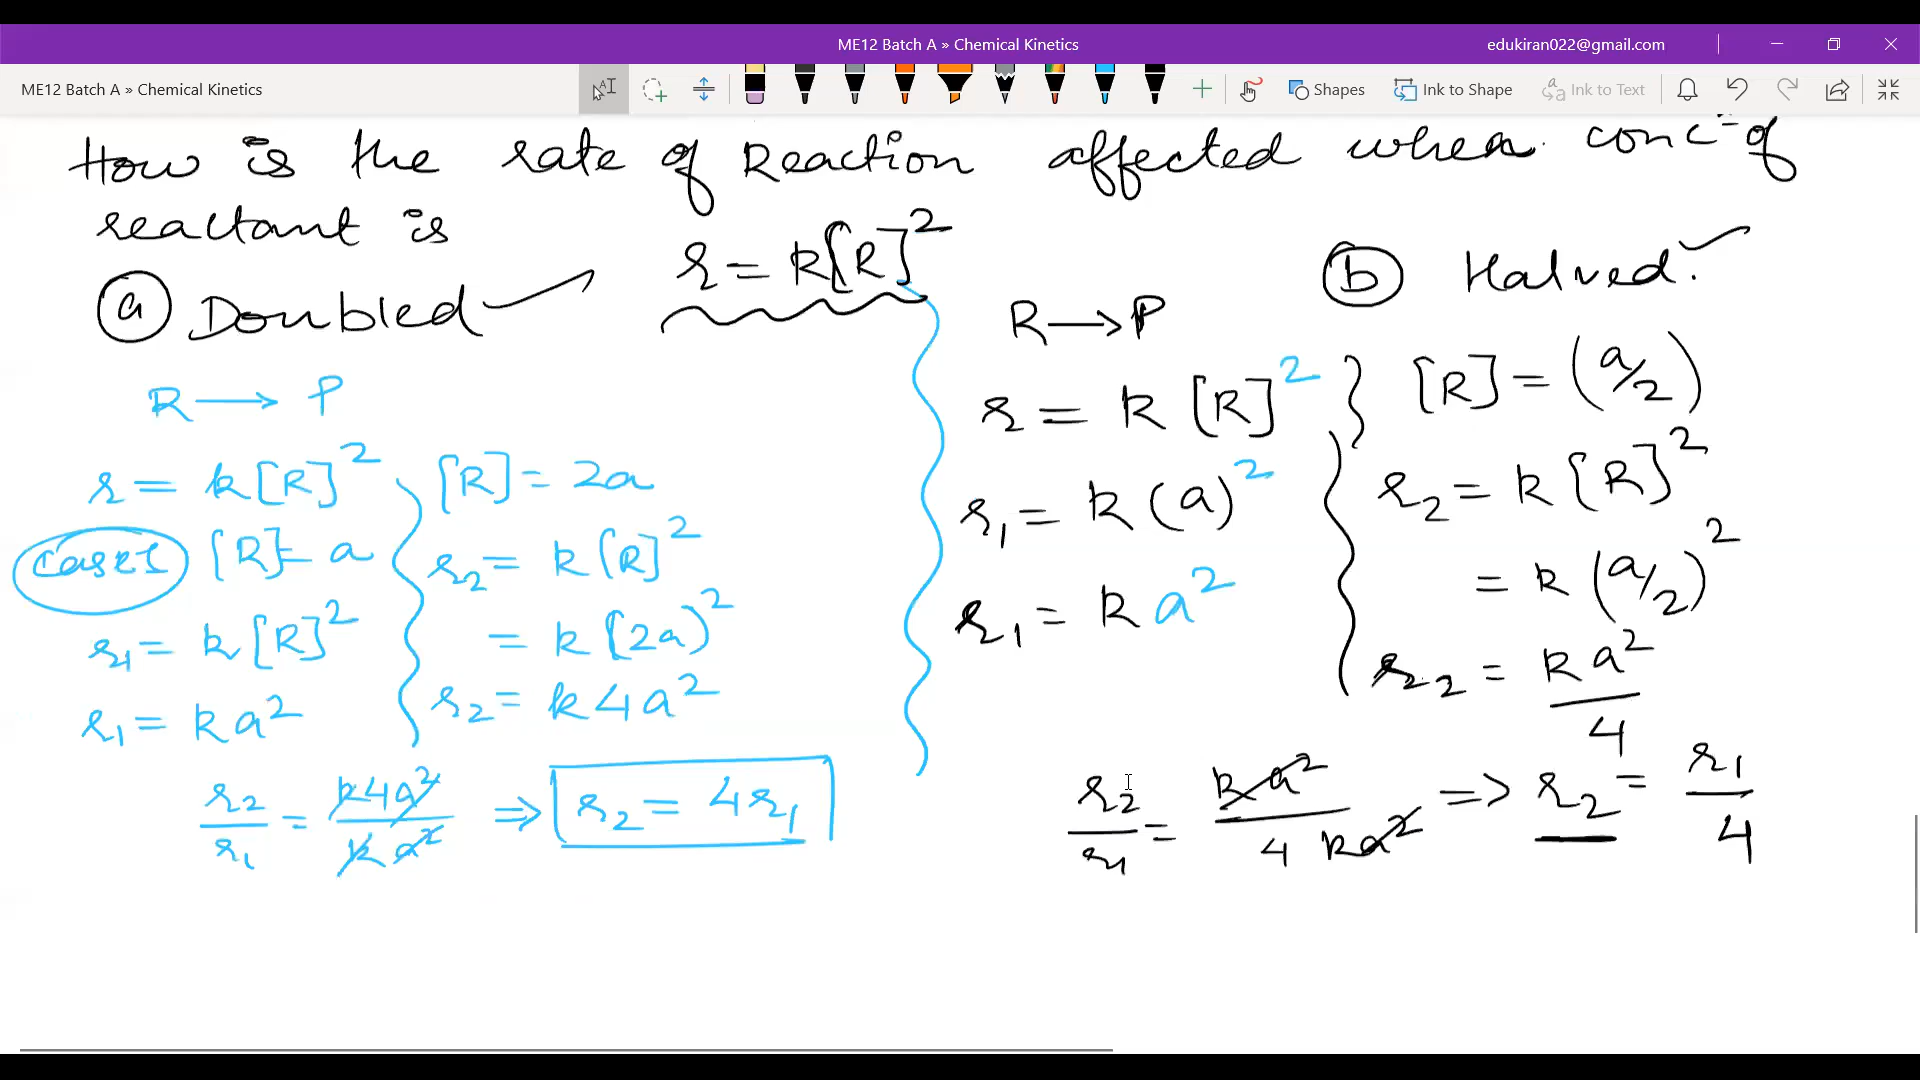 ME12 Batch A » Chemical Kinetics
edukiran022@gmail.com
ME12 Batch A » Chemical Kinetics
Shapes
Ink to Shape
Ink to Text
How is the rate of Reaction affected when concⁿ of
reactant is
r = k[R]²
(a) Doubled
(b) Halved.
R → P
r = k[R]²
[R] = a
r₁ = k[R]²
r₁ = ka²
[R] = 2a
r₂ = k[R]²
= k(2a)²
r₂ = k4a²
r₂/r₁ = k4a²/ka² ⇒ r₂ = 4r₁
R → P
r = k[R]²
r₁ = k(a)²
r₁ = ka²
[R] = (a/2)
r₂ = k[R]²
= k(a/2)²
r₂ = ka²/4
r₂/r₁ = ka²/4ka² => r₂ = r₁/4